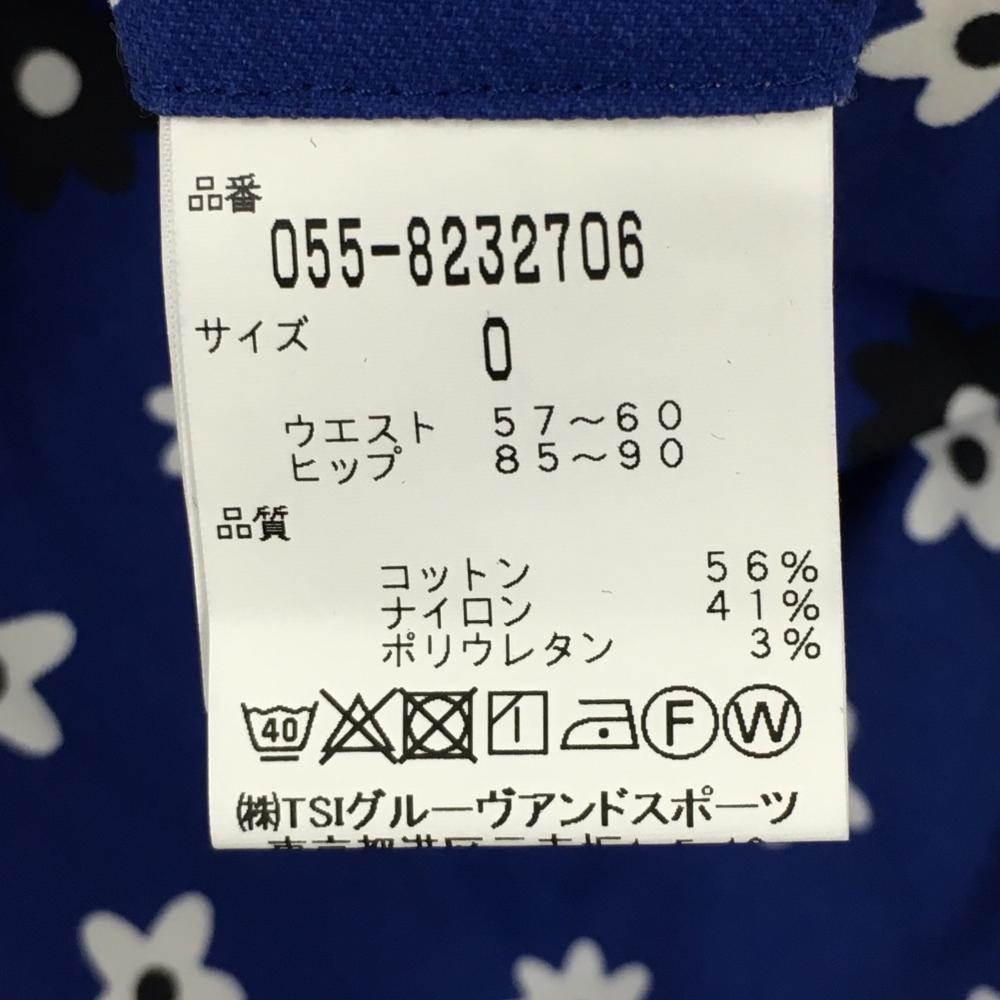 品番
055-8232706
サイズ 0
ウエスト 57～60
ヒップ 85～90
品質
コットン 56%
ナイロン 41%
ポリウレタン 3%
40 F W
㈱TSIグルーヴアンドスポーツ